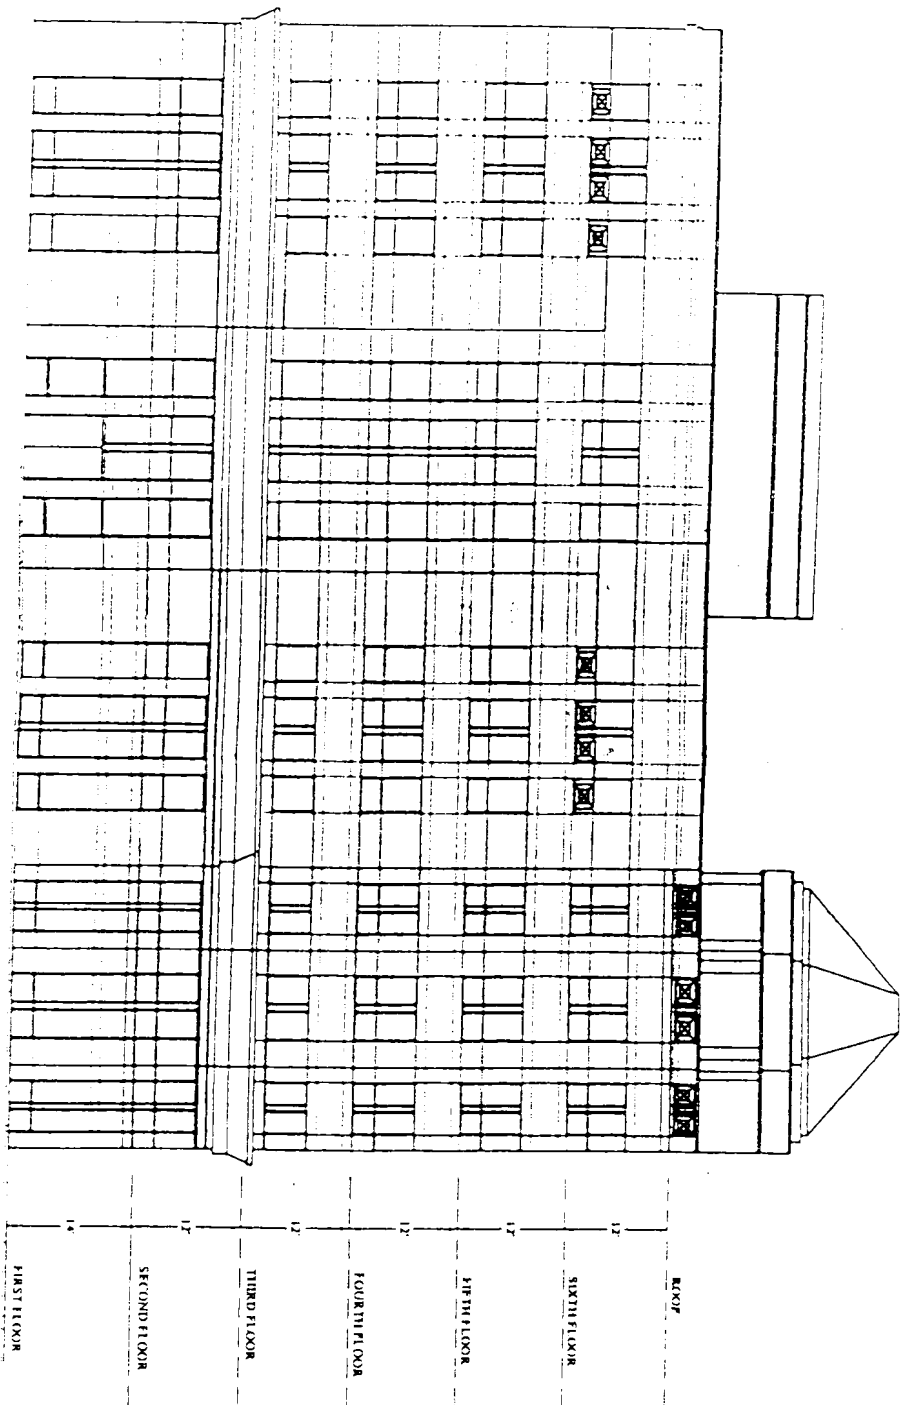 ROOF
12'
SIXTH FLOOR
12'
FIFTH FLOOR
12'
FOURTH FLOOR
12'
THIRD FLOOR
12'
SECOND FLOOR
14'
FIRST FLOOR